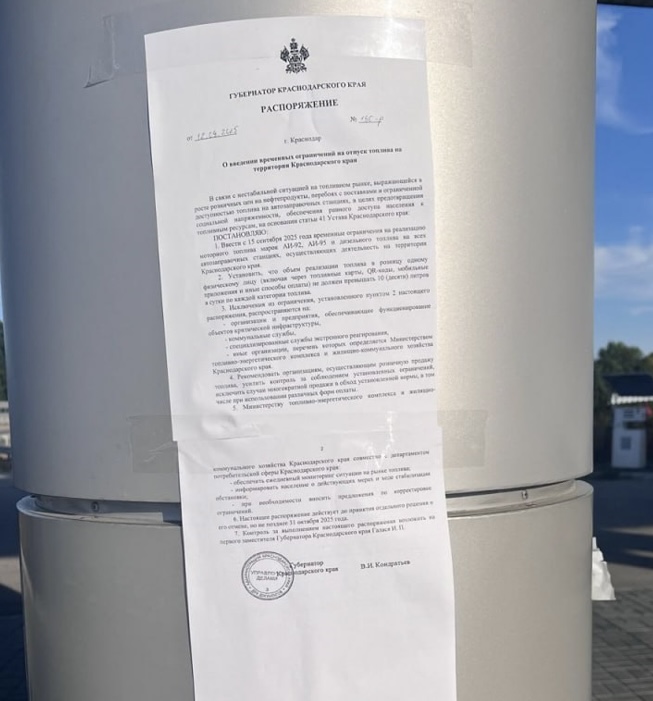 ГУБЕРНАТОР КРАСНОДАРСКОГО КРАЯ
РАСПОРЯЖЕНИЕ
от
№
г. Краснодар
О введении временных ограничений на отпуск топлива на
территории Краснодарского края
В связи с нестабильной ситуацией на топливном рынке, выражающейся в
росте розничных цен на нефтепродукты, перебоях с поставками и ограниченной
доступностью топлива на автозаправочных станциях, в целях предотвращения
социальной напряженности, обеспечения равного доступа населения к
топливным ресурсам, на основании статьи 41 Устава Краснодарского края:
ПОСТАНОВЛЯЮ:
1. Ввести с 15 сентября 2025 года временные ограничения на реализацию
моторного топлива марок АИ-92, АИ-95 и дизельного топлива на всех
автозаправочных станциях, осуществляющих деятельность на территории
Краснодарского края.
2. Установить, что объем реализации топлива в розницу одному
физическому лицу (включая через топливные карты, QR-коды, мобильные
приложения и иные способы оплаты) не должен превышать 10 (десяти) литров
в сутки по каждой категории топлива.
3. Исключения из ограничения, установленного пунктом 2 настоящего
распоряжения, распространяются на:
- организации и предприятия, обеспечивающие функционирование
объектов критической инфраструктуры,
- коммунальные службы,
- специализированные службы экстренного реагирования,
- иные организации, перечень которых определяется Министерством
топливно-энергетического комплекса и жилищно-коммунального хозяйства
Краснодарского края.
4. Рекомендовать организациям, осуществляющим розничную продажу
топлива, усилить контроль за соблюдением установленных ограничений,
исключить случаи многократной продажи в обход установленной нормы, в том
числе при использовании различных форм оплаты.
5. Министерству топливно-энергетического комплекса и жилищно-
2
коммунального хозяйства Краснодарского края совместно с департаментом
потребительской сферы Краснодарского края:
- обеспечить ежедневный мониторинг ситуации на рынке топлива;
- информировать население о действующих мерах и ходе стабилизации
обстановки;
- при необходимости вносить предложения по корректировке
ограничений.
6. Настоящее распоряжение действует до принятия отдельного решения о
его отмене, но не позднее 31 октября 2025 года.
7. Контроль за выполнением настоящего распоряжения возложить на
первого заместителя Губернатора Краснодарского края Галася И. П.
Губернатор
Краснодарского края В.И. Кондратьев
УПРАВЛЕНИЕ
ДЕЛАМИ